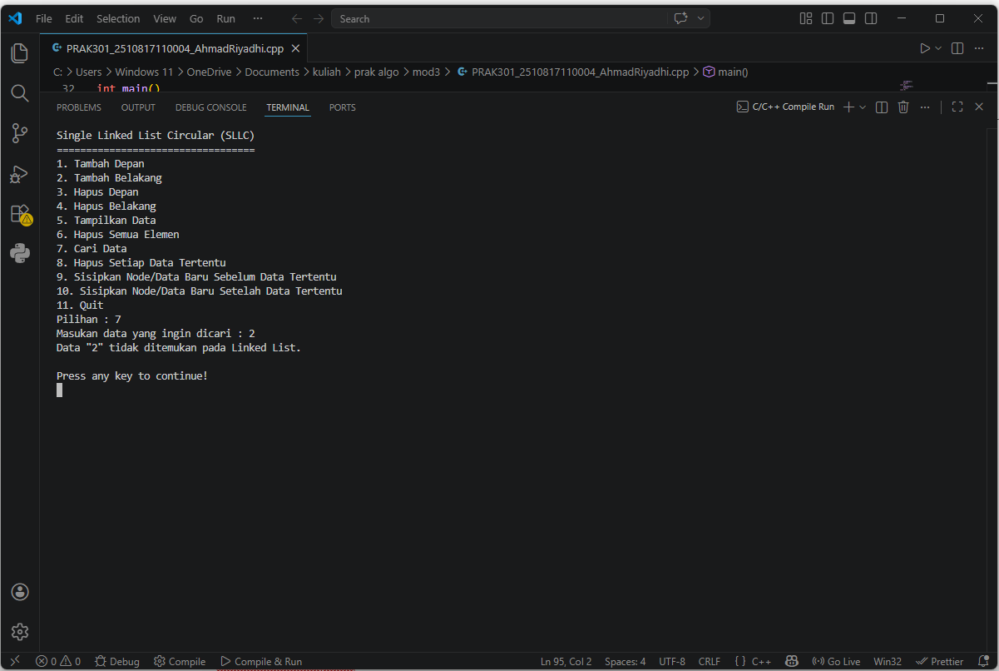 File Edit Selection View Go Run ··· Search
PRAK301_2510817110004_AhmadRiyadhi.cpp
C: > Users > Windows 11 > OneDrive > Documents > kuliah > prak algo > mod3 > PRAK301_2510817110004_AhmadRiyadhi.cpp > main()
32 int main()
PROBLEMS OUTPUT DEBUG CONSOLE TERMINAL PORTS C/C++ Compile Run
Single Linked List Circular (SLLC)
==================================
1. Tambah Depan
2. Tambah Belakang
3. Hapus Depan
4. Hapus Belakang
5. Tampilkan Data
6. Hapus Semua Elemen
7. Cari Data
8. Hapus Setiap Data Tertentu
9. Sisipkan Node/Data Baru Sebelum Data Tertentu
10. Sisipkan Node/Data Baru Setelah Data Tertentu
11. Quit
Pilihan : 7
Masukan data yang ingin dicari : 2
Data "2" tidak ditemukan pada Linked List.
Press any key to continue!
0 0 Debug Compile Compile & Run Ln 95, Col 2 Spaces: 4 UTF-8 CRLF { } C++ Go Live Win32 Prettier